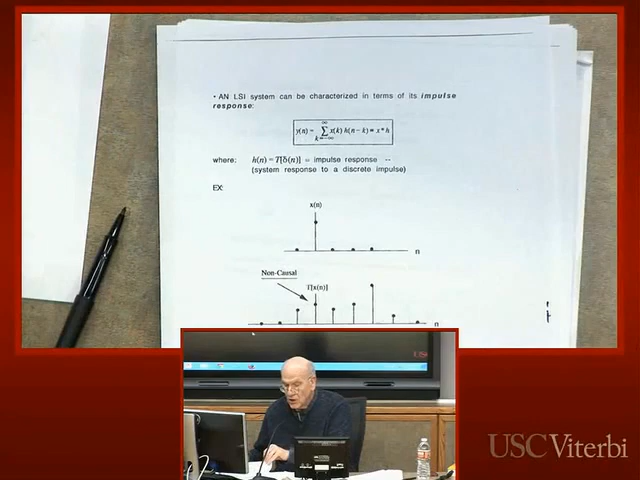 • AN LSI system can be characterized in terms of its impulse
response:
y(n) = ∞ Σ k=-∞ x(k) h(n-k) = x * h
where: h(n) = T[δ(n)] = impulse response --
(system response to a discrete impulse)
EX:
x(n)
n
Non-Causal
T[x(n)]
n
USC
USC Viterbi